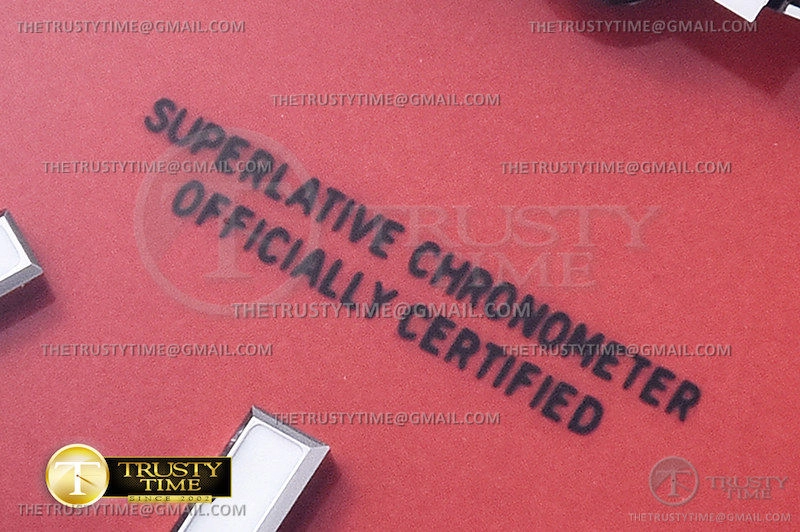 THETRUSTYTIME@GMAIL.COM THETRUSTYTIME@GMAIL.COM
THETRUSTYTIME@GMAIL.COM
THETRUSTYTIME@GMAIL.COM THETRUSTYTIME@GMAIL.COM
SUPERLATIVE CHRONOMETER
OFFICIALLY CERTIFIED
TRUSTY
TIME
THETRUSTYTIME@GMAIL.COM
THETRUSTYTIME@GMAIL.COM THETRUSTYTIME@GMAIL.COM
THETRUSTYTIME@GMAIL.COM
TRUSTY
TIME
SINCE 2002
TRUSTY
TIME
THETRUSTYTIME@GMAIL.COM THETRUSTYTIME@GMAIL.COM